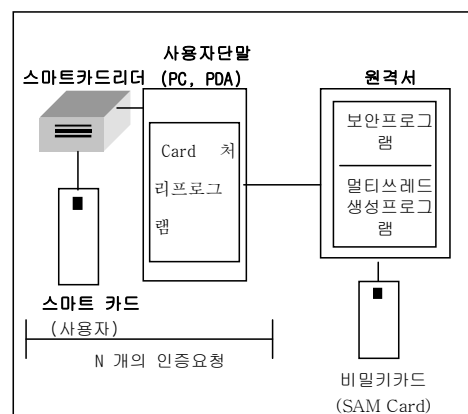 사용자단말
(PC, PDA)
스마트카드리더
원격서
Card 처
리프로그
램
보안프로그
램
멀티쓰레드
생성프로그
램
스마트 카드
(사용자)
N 개의 인증요청
비밀키카드
(SAM Card)